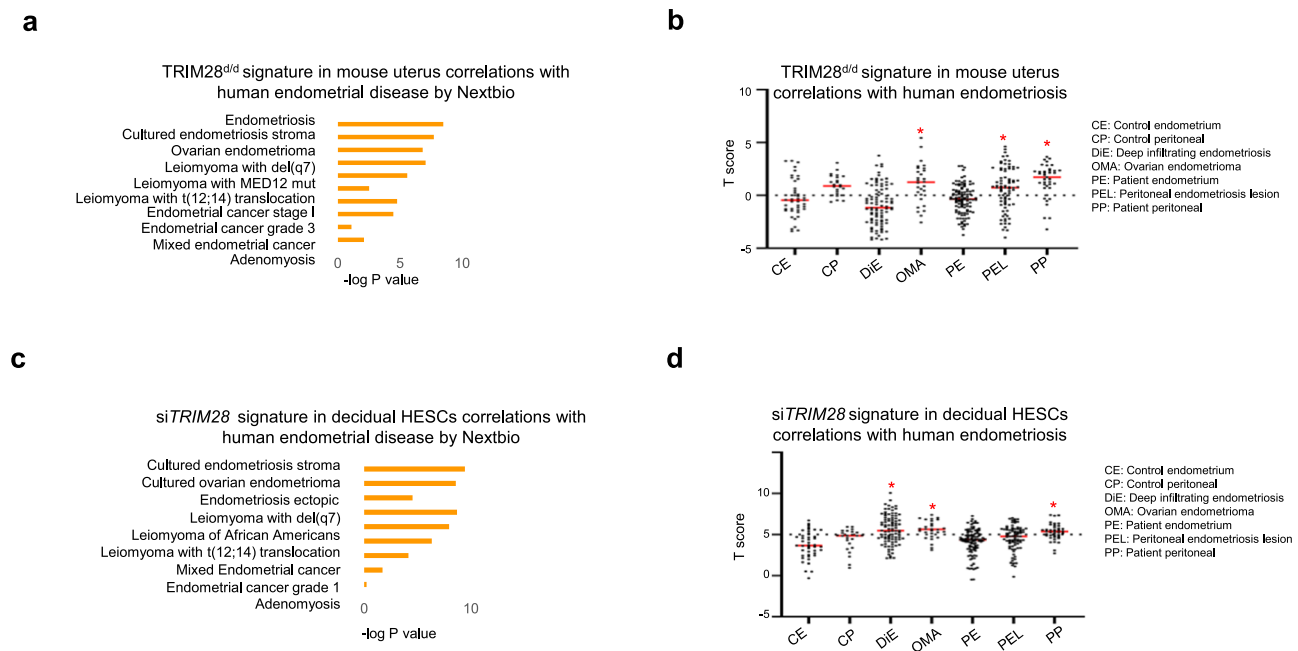 a
TRIM28d/d signature in mouse uterus correlations with
human endometrial disease by Nextbio
Endometriosis
Cultured endometriosis stroma
Ovarian endometrioma
Leiomyoma with del(q7)
Leiomyoma with MED12 mut
Leiomyoma with t(12;14) translocation
Endometrial cancer stage I
Endometrial cancer grade 3
Mixed endometrial cancer
Adenomyosis
0 5 10
-log P value
b
TRIM28d/d signature in mouse uterus
correlations with human endometriosis
T score
10
5
0
-5
* * *
CE CP DiE OMA PE PEL PP
CE: Control endometrium
CP: Control peritoneal
DiE: Deep infiltrating endometriosis
OMA: Ovarian endometrioma
PE: Patient endometrium
PEL: Peritoneal endometriosis lesion
PP: Patient peritoneal
c
siTRIM28 signature in decidual HESCs correlations with
human endometrial disease by Nextbio
Cultured endometriosis stroma
Cultured ovarian endometrioma
Endometriosis ectopic
Leiomyoma with del(q7)
Leiomyoma of African Americans
Leiomyoma with t(12;14) translocation
Mixed Endometrial cancer
Endometrial cancer grade 1
Adenomyosis
0 10
-log P value
d
siTRIM28 signature in decidual HESCs
correlations with human endometriosis
T score
10
5
0
-5
* * *
CE CP DiE OMA PE PEL PP
CE: Control endometrium
CP: Control peritoneal
DiE: Deep infiltrating endometriosis
OMA: Ovarian endometrioma
PE: Patient endometrium
PEL: Peritoneal endometriosis lesion
PP: Patient peritoneal